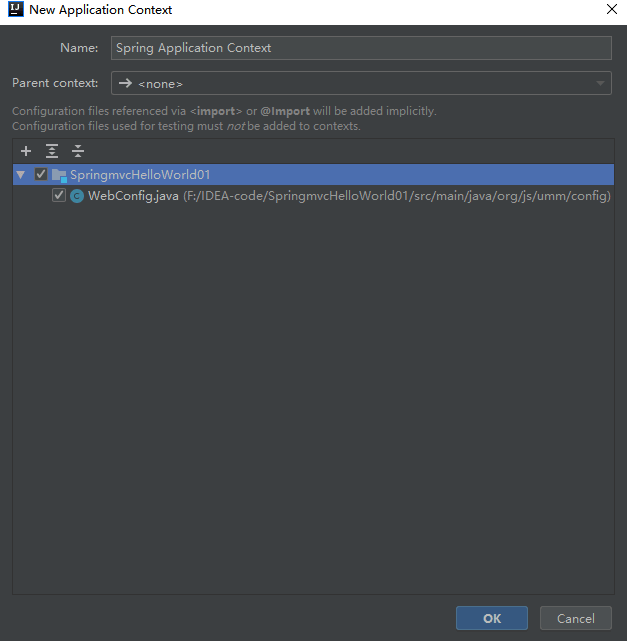 New Application Context
Name: Spring Application Context
Parent context: <none>
Configuration files referenced via <import> or @Import will be added implicitly.
Configuration files used for testing must not be added to contexts.
SpringmvcHelloWorld01
WebConfig.java (F:/IDEA-code/SpringmvcHelloWorld01/src/main/java/org/js/umm/config)
OK Cancel